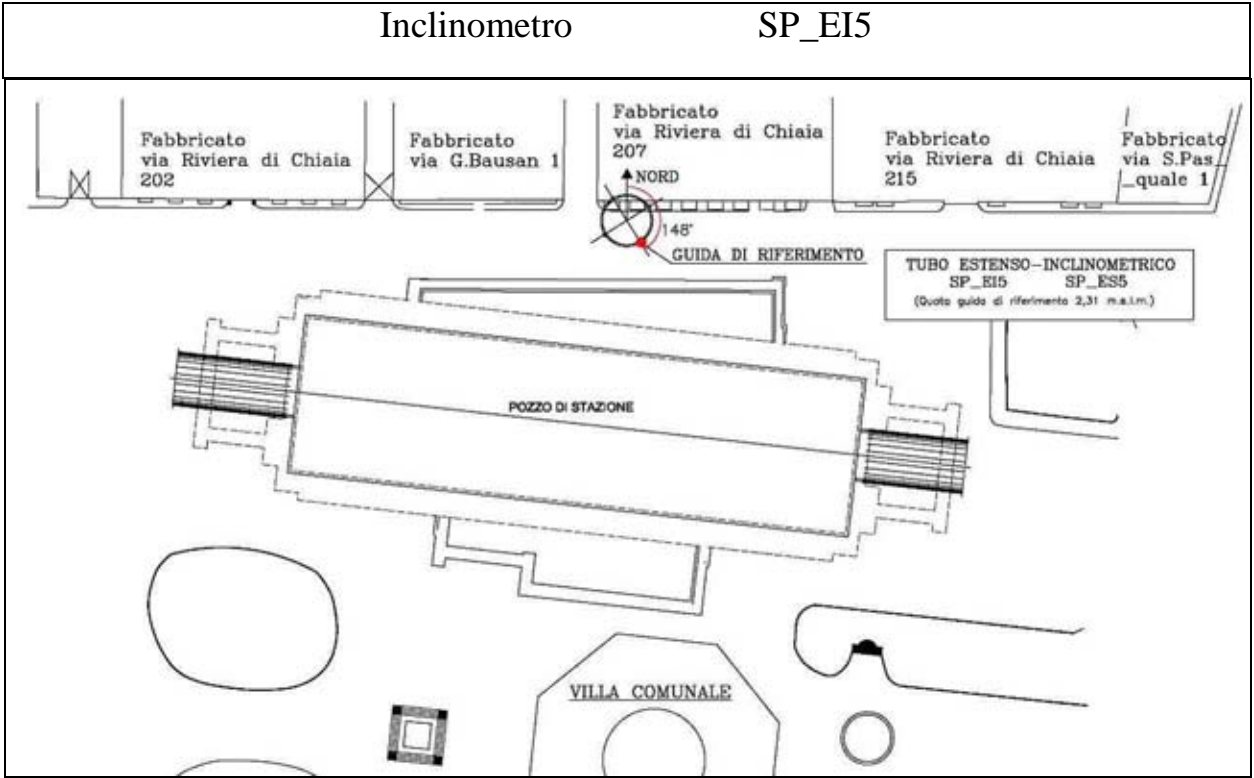 Inclinometro SP_EI5
Fabbricato
via Riviera di Chiaia
202
Fabbricato
via G.Bausan 1
Fabbricato
via Riviera di Chiaia
207
Fabbricato
via Riviera di Chiaia
215
Fabbricato
via S.Pas_
_quale 1
NORD
148°
GUIDA DI RIFERIMENTO
TUBO ESTENSO-INCLINOMETRICO
SP_EI5 SP_ES5
(Quota guida di riferimento 2,31 m.s.l.m.)
POZZO DI STAZIONE
VILLA COMUNALE